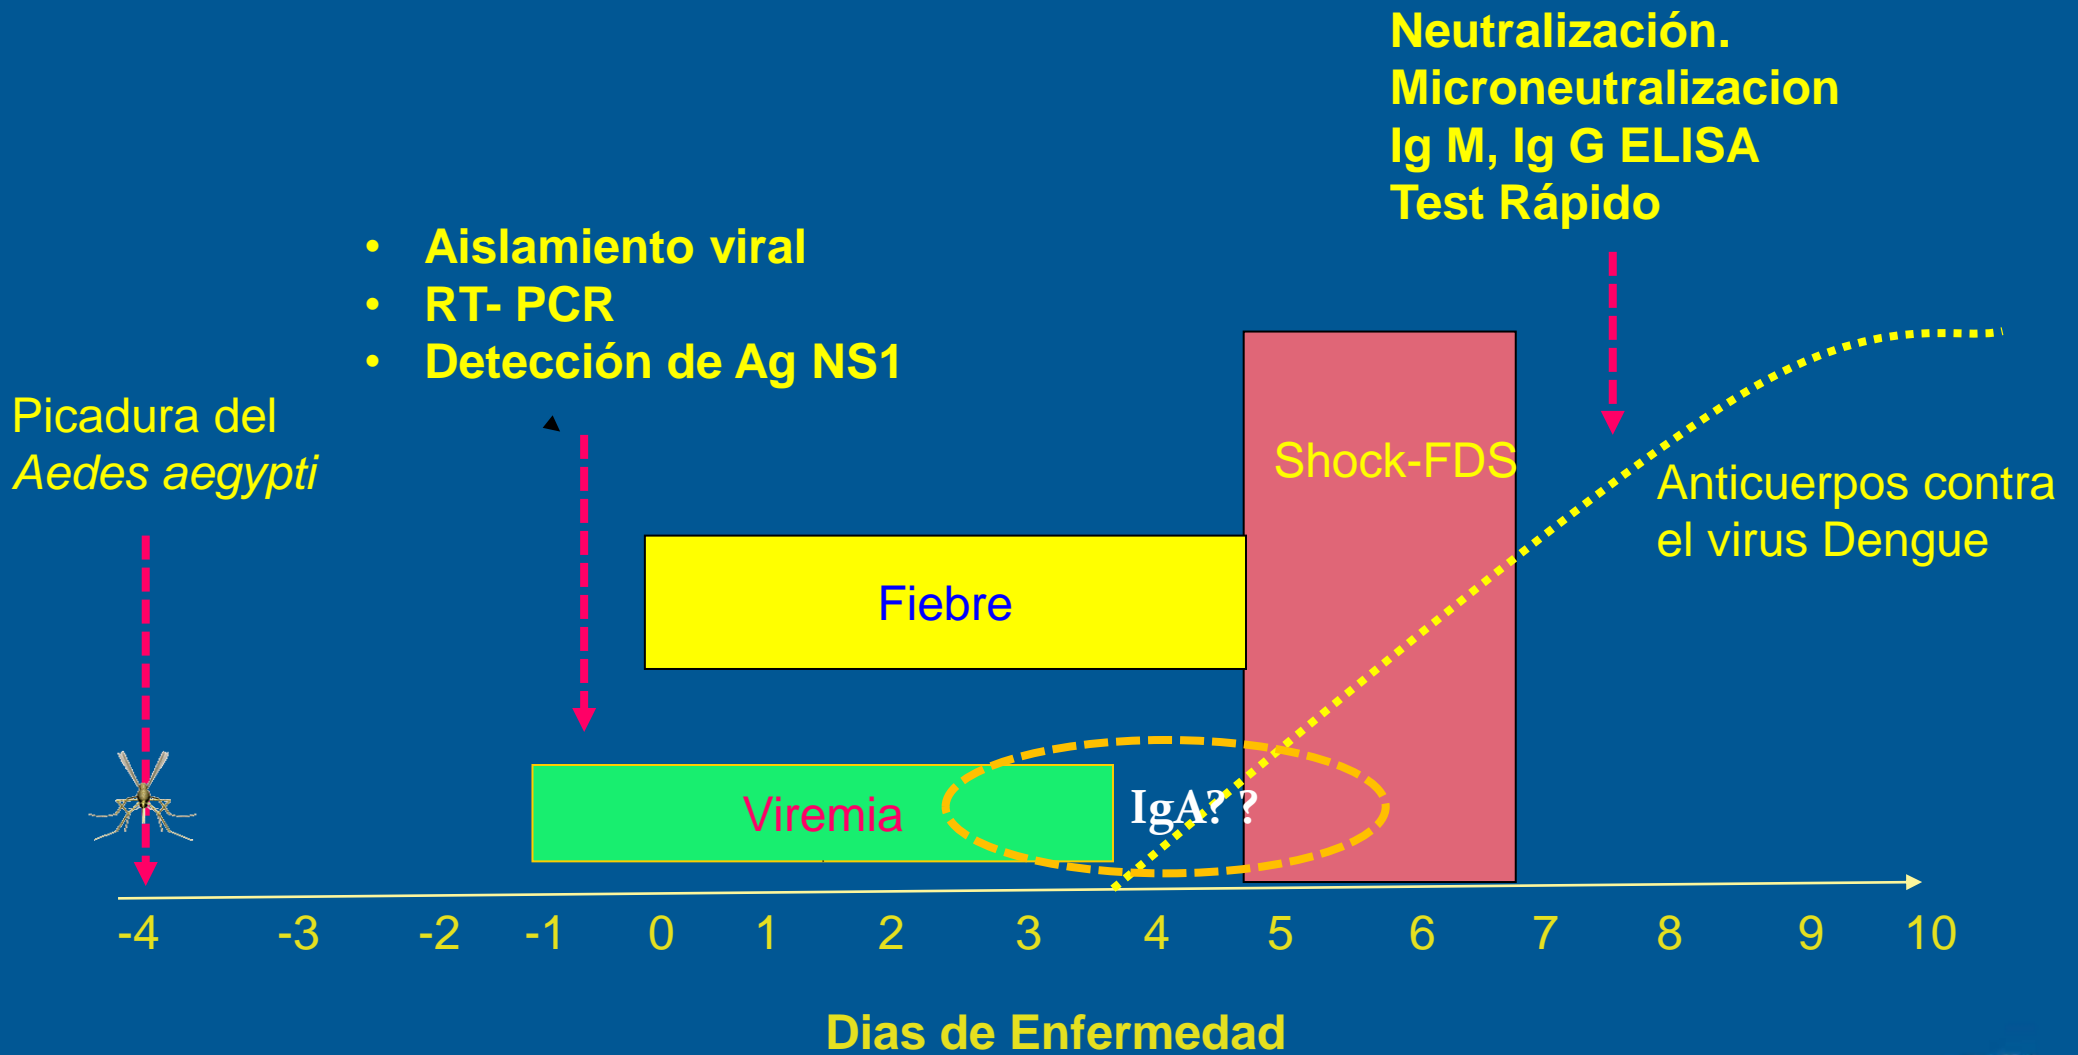 Neutralización.
Microneutralizacion
Ig M, Ig G ELISA
Test Rápido
• Aislamiento viral
• RT- PCR
• Detección de Ag NS1
Picadura del
Aedes aegypti
Shock-FDS
Anticuerpos contra
el virus Dengue
Fiebre
Viremia
IgA? ?
-4 -3 -2 -1 0 1 2 3 4 5 6 7 8 9 10
Dias de Enfermedad